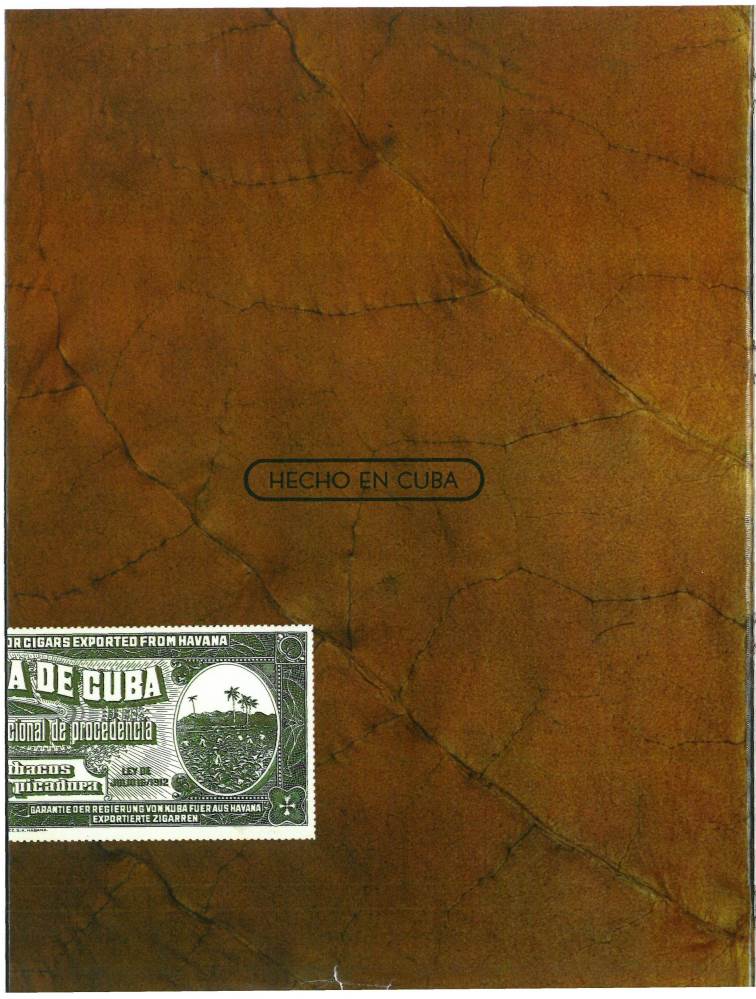 HECHO EN CUBA
OR CIGARS EXPORTED FROM HAVANA
A DE CUBA
cional de procedencia
bacos
picadura
LEY DE
JULIO 16/1912
GARANTIE DER REGIERUNG VON KUBA FUER AUS HAVANA
EXPORTIERTE ZIGARREN